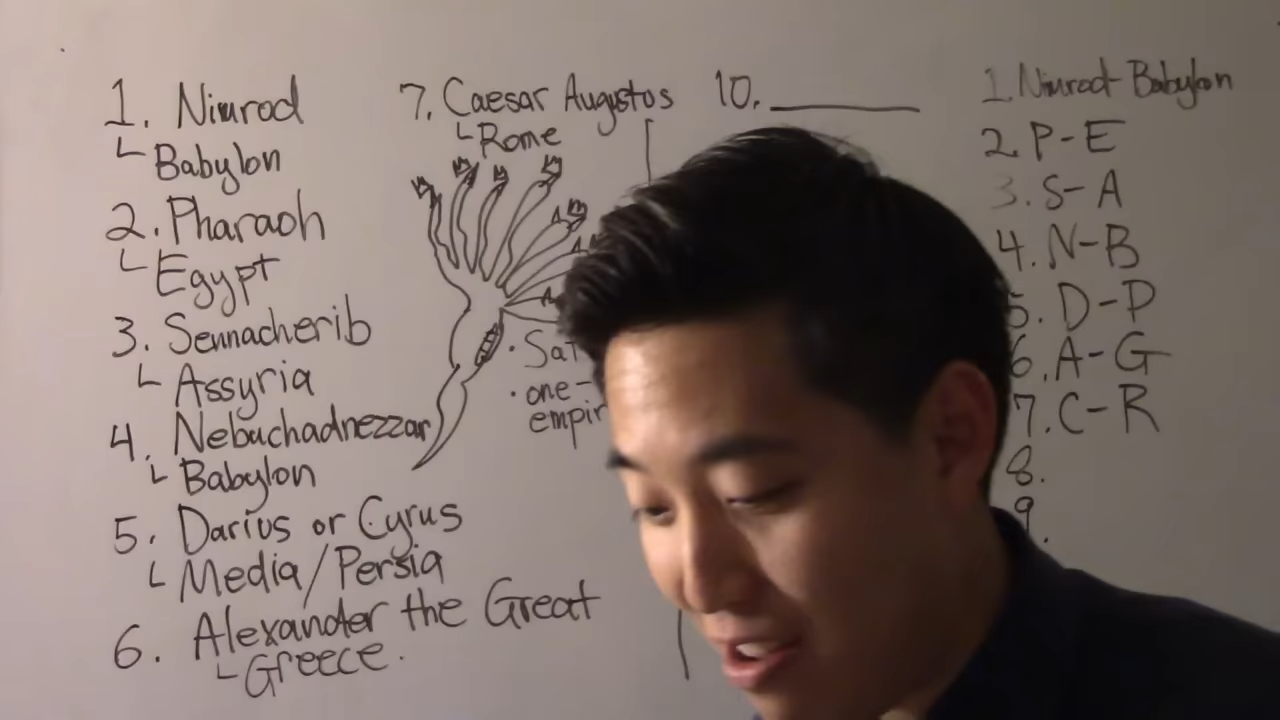 1. Nimrod
Babylon
2. Pharaoh
Egypt
3. Sennacherib
Assyria
4. Nebuchadnezzar
Babylon
5. Darius or Cyrus
Media/Persia
6. Alexander the Great
Greece.
7. Caesar Augustos
Rome
• one-
empir
10.
1. Nimrod-Babylon
2. P-E
3. S-A
4. N-B
5. D-P
6. A-G
7. C-R
8.
9